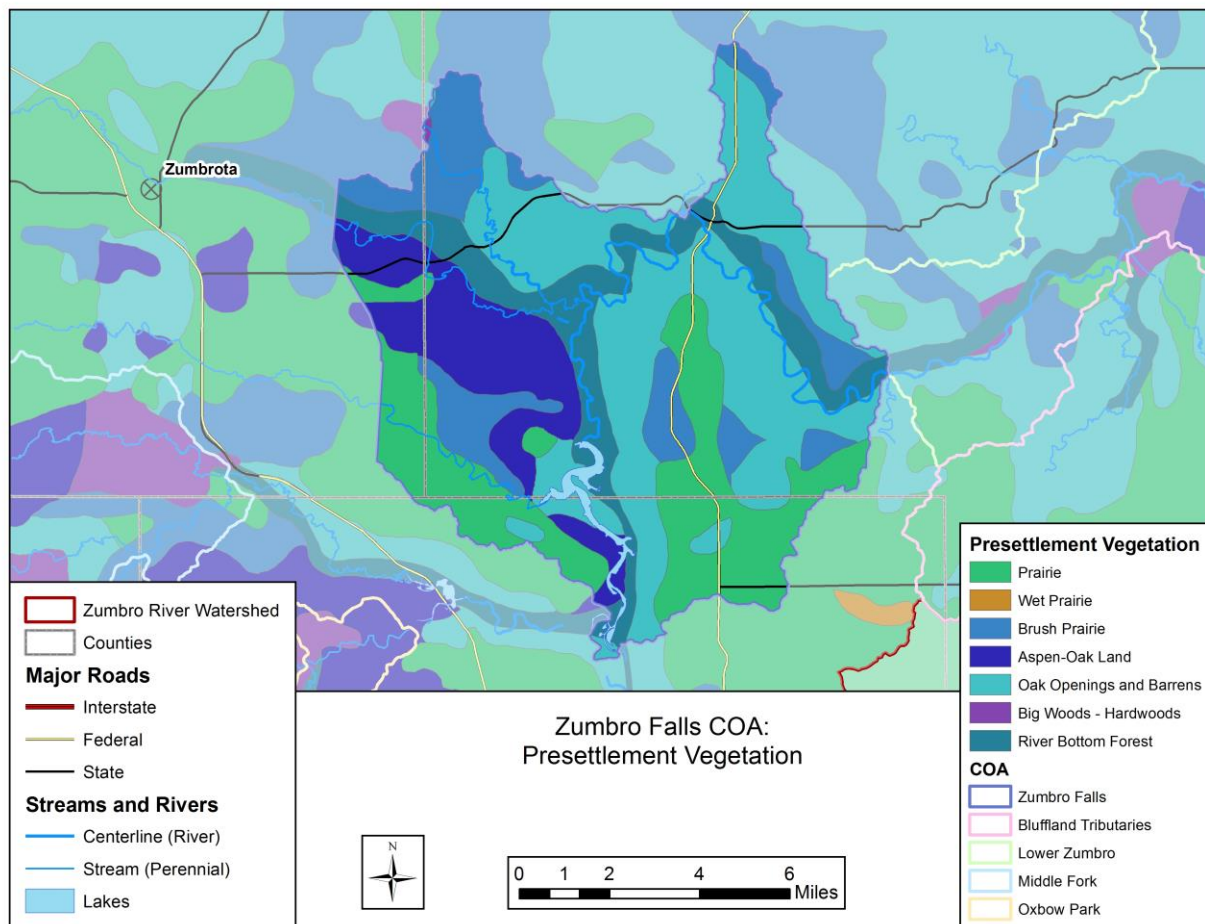 Zumbrota
Zumbro River Watershed
Counties
Major Roads
Interstate
Federal
State
Streams and Rivers
Centerline (River)
Stream (Perennial)
Lakes
Zumbro Falls COA:
Presettlement Vegetation
N
0 1 2 4 6
Miles
Presettlement Vegetation
Prairie
Wet Prairie
Brush Prairie
Aspen-Oak Land
Oak Openings and Barrens
Big Woods - Hardwoods
River Bottom Forest
COA
Zumbro Falls
Bluffland Tributaries
Lower Zumbro
Middle Fork
Oxbow Park